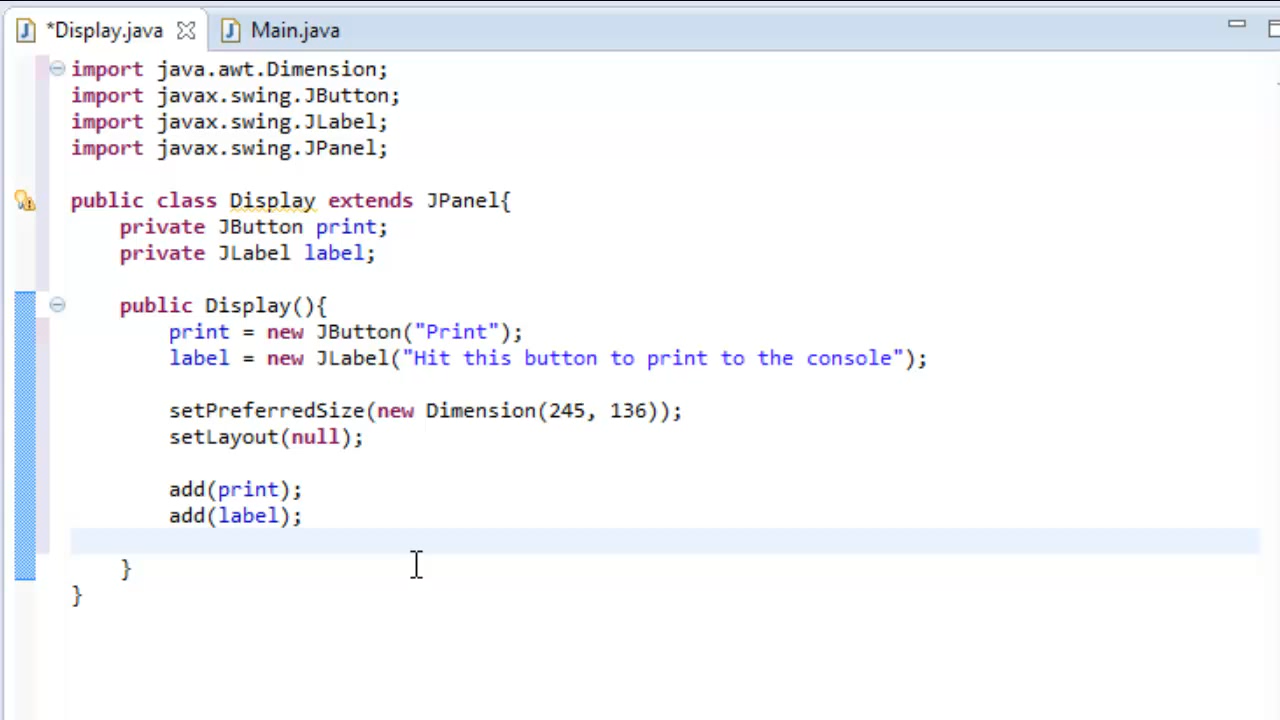 *Display.java
Main.java
import java.awt.Dimension;
import javax.swing.JButton;
import javax.swing.JLabel;
import javax.swing.JPanel;
public class Display extends JPanel{
private JButton print;
private JLabel label;
public Display(){
print = new JButton("Print");
label = new JLabel("Hit this button to print to the console");
setPreferredSize(new Dimension(245, 136));
setLayout(null);
add(print);
add(label);
}
}